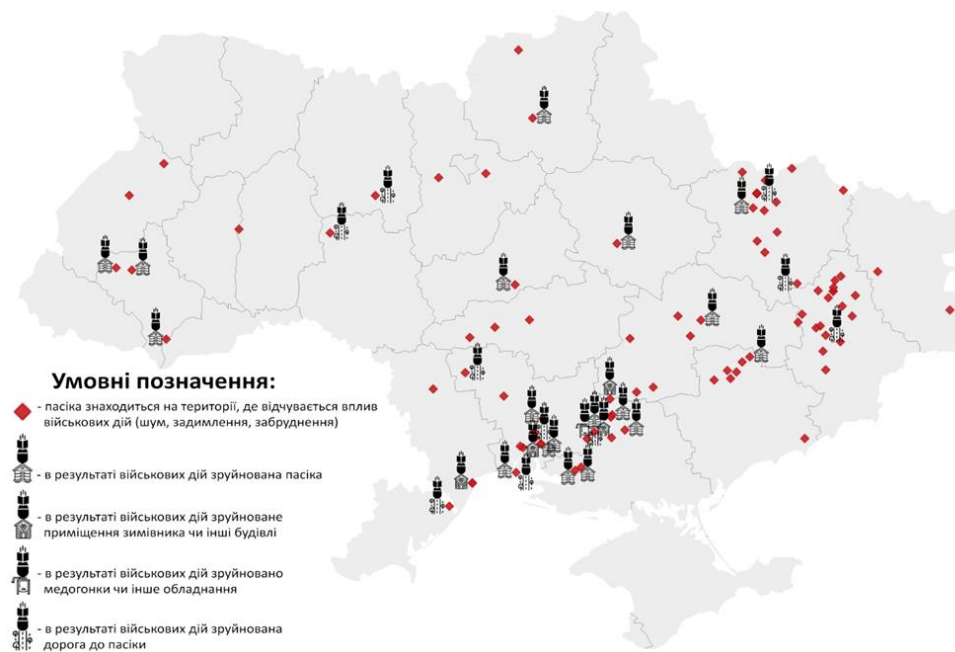 Умовні позначення:
- пасіка знаходиться на території, де відчувається вплив
військових дій (шум, задимлення, забруднення)
- в результаті військових дій зруйнована пасіка
- в результаті військових дій зруйноване
приміщення зимівника чи інші будівлі
- в результаті військових дій зруйновано
медогонки чи інше обладнання
- в результаті військових дій зруйнована
дорога до пасіки